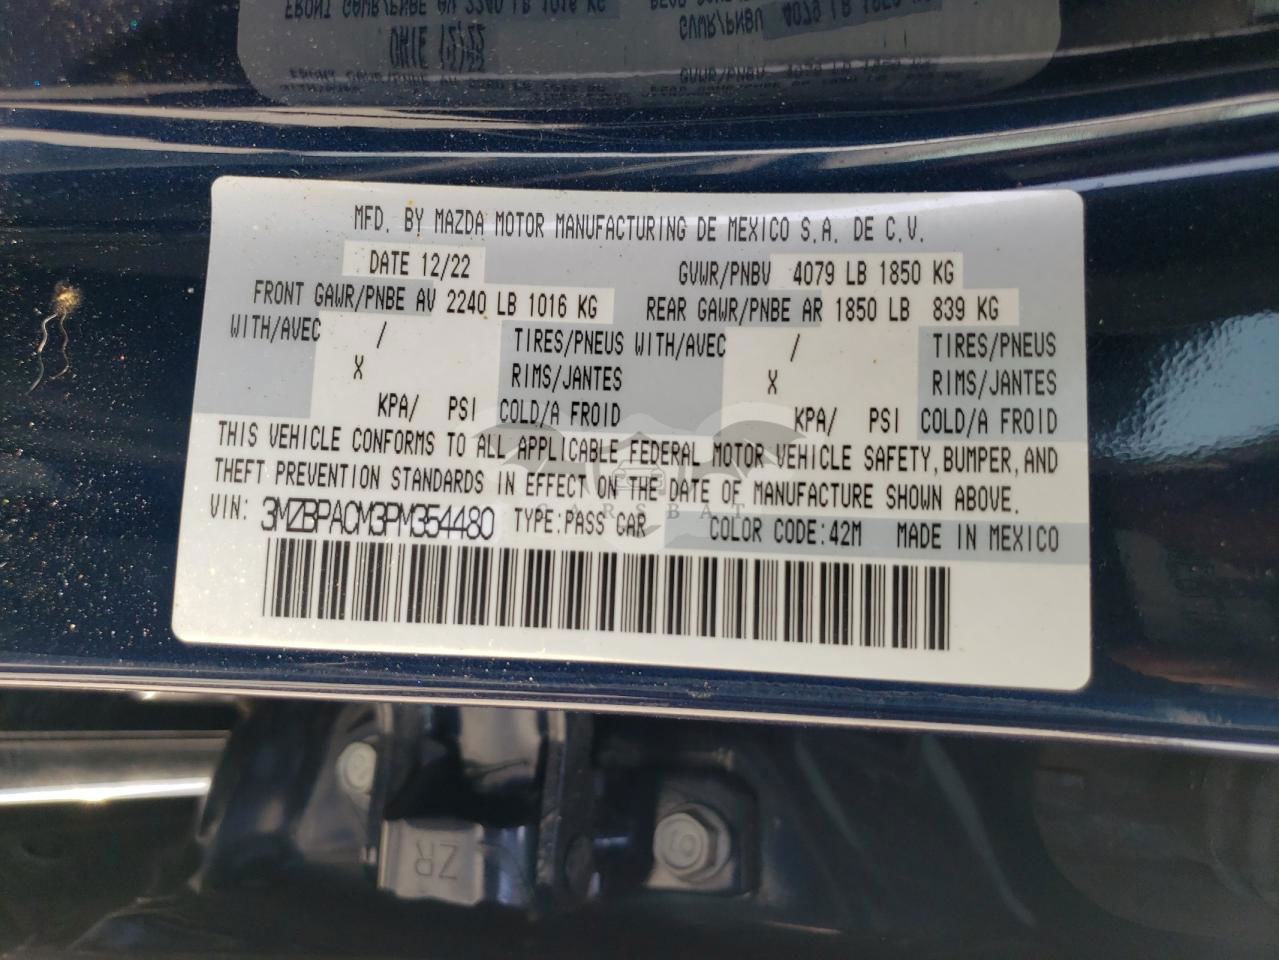 MFD. BY MAZDA MOTOR MANUFACTURING DE MEXICO S.A. DE C.V.
DATE 12/22 GVWR/PNBV 4079 LB 1850 KG
FRONT GAWR/PNBE AV 2240 LB 1016 KG REAR GAWR/PNBE AR 1850 LB 839 KG
WITH/AVEC / TIRES/PNEUS WITH/AVEC / TIRES/PNEUS
X RIMS/JANTES X RIMS/JANTES
KPA/ PSI COLD/A FROID KPA/ PSI COLD/A FROID
THIS VEHICLE CONFORMS TO ALL APPLICABLE FEDERAL MOTOR VEHICLE SAFETY, BUMPER, AND
THEFT PREVENTION STANDARDS IN EFFECT ON THE DATE OF MANUFACTURE SHOWN ABOVE.
CARSBAT
VIN: 3MZBPACM3PM354480 TYPE:PASS CAR COLOR CODE:42M MADE IN MEXICO
ZR